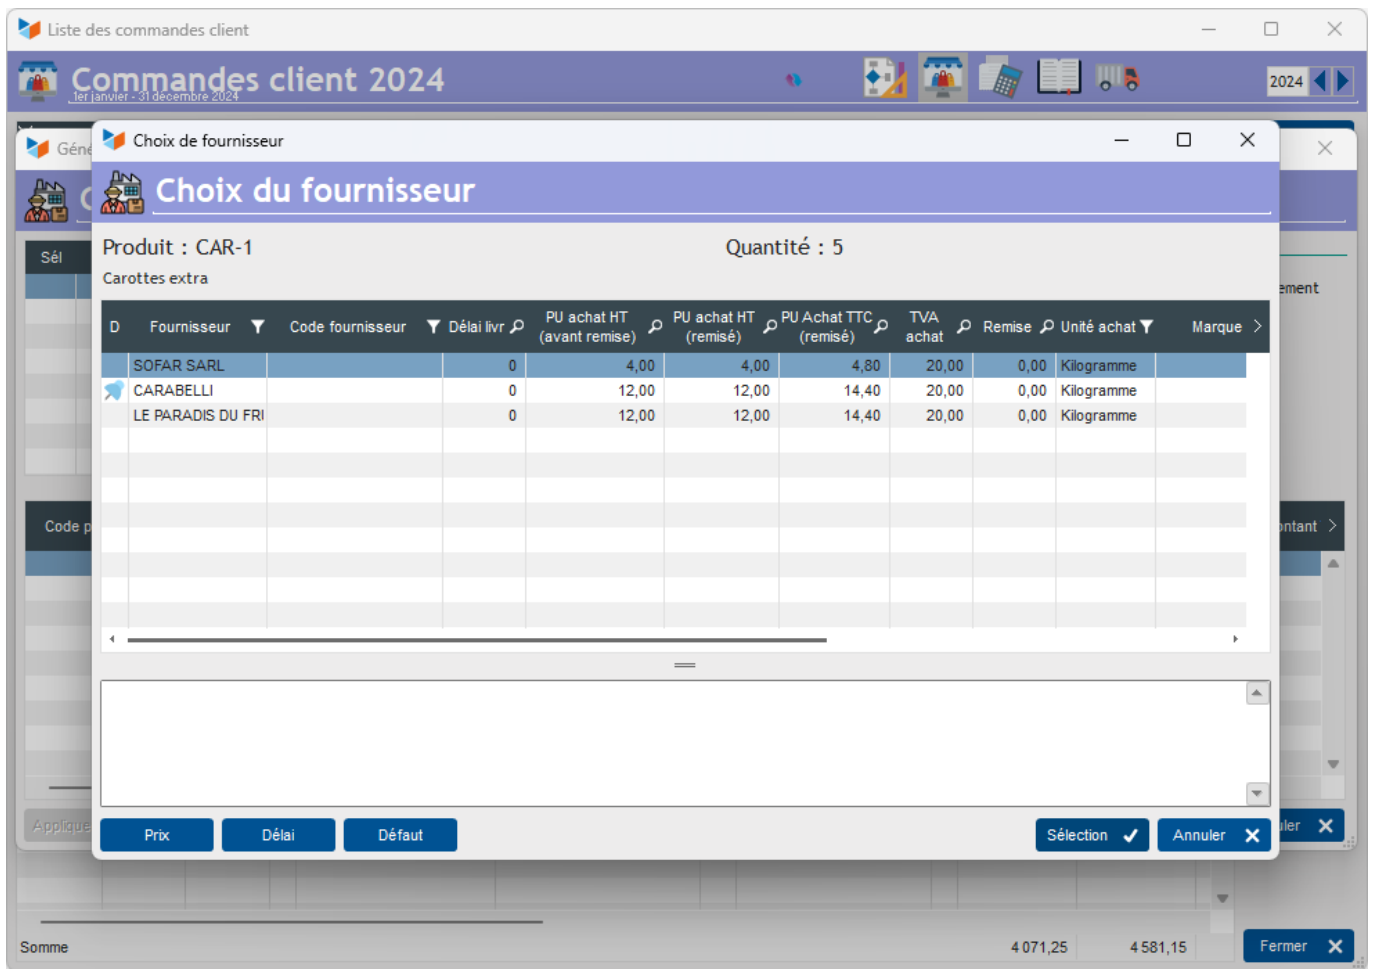 Liste des commandes client
Commandes client 2024
1er janvier - 31 décembre 2024
2024
Géné
Choix de fournisseur
Choix du fournisseur
Sél
Produit : CAR-1
Quantité : 5
Carottes extra
ement
D Fournisseur Code fournisseur Délai livr PU achat HT (avant remise) PU achat HT (remisé) PU Achat TTC (remisé) TVA achat Remise Unité achat Marque
SOFAR SARL 0 4,00 4,00 4,80 20,00 0,00 Kilogramme
CARABELLI 0 12,00 12,00 14,40 20,00 0,00 Kilogramme
LE PARADIS DU FRI 0 12,00 12,00 14,40 20,00 0,00 Kilogramme
Code p
ontant
Applique
Prix Délai Défaut Sélection Annuler
uler
Somme 4 071,25 4 581,15 Fermer